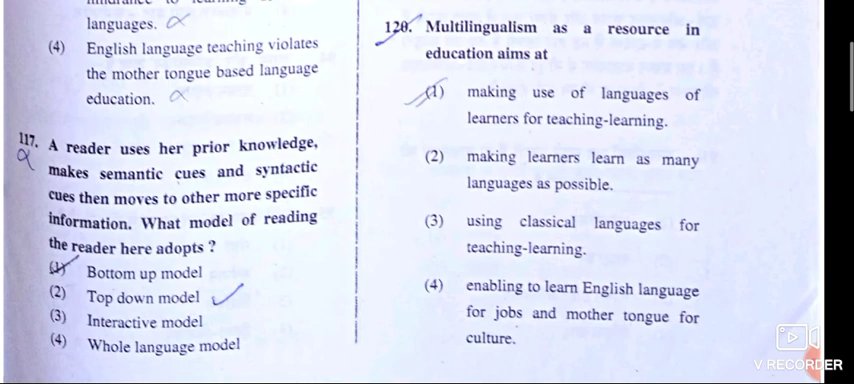 languages.
(4) English language teaching violates
the mother tongue based language
education.
117. A reader uses her prior knowledge,
makes semantic cues and syntactic
cues then moves to other more specific
information. What model of reading
the reader here adopts ?
(1) Bottom up model
(2) Top down model
(3) Interactive model
(4) Whole language model
120. Multilingualism as a resource in
education aims at
(1) making use of languages of
learners for teaching-learning.
(2) making learners learn as many
languages as possible.
(3) using classical languages for
teaching-learning.
(4) enabling to learn English language
for jobs and mother tongue for
culture.
V RECORDER